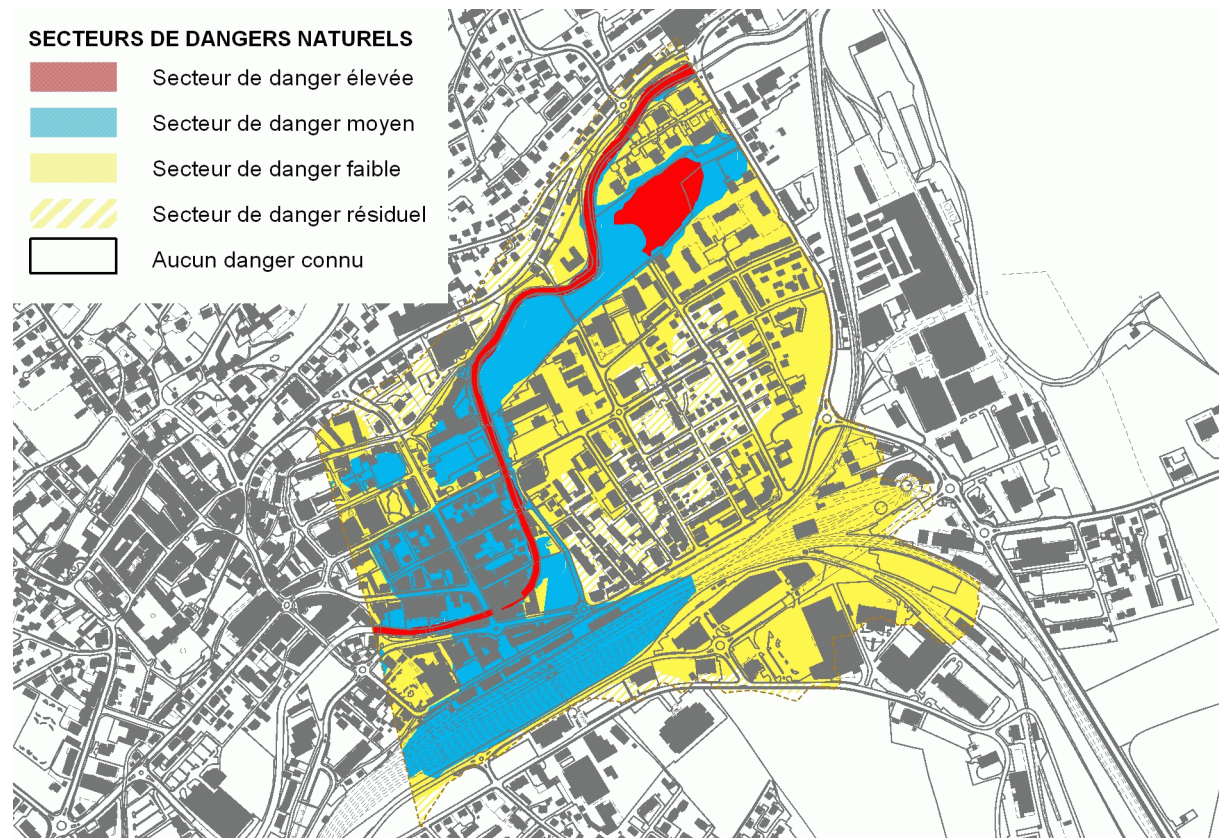 SECTEURS DE DANGERS NATURELS
Secteur de danger élevée
Secteur de danger moyen
Secteur de danger faible
Secteur de danger résiduel
Aucun danger connu